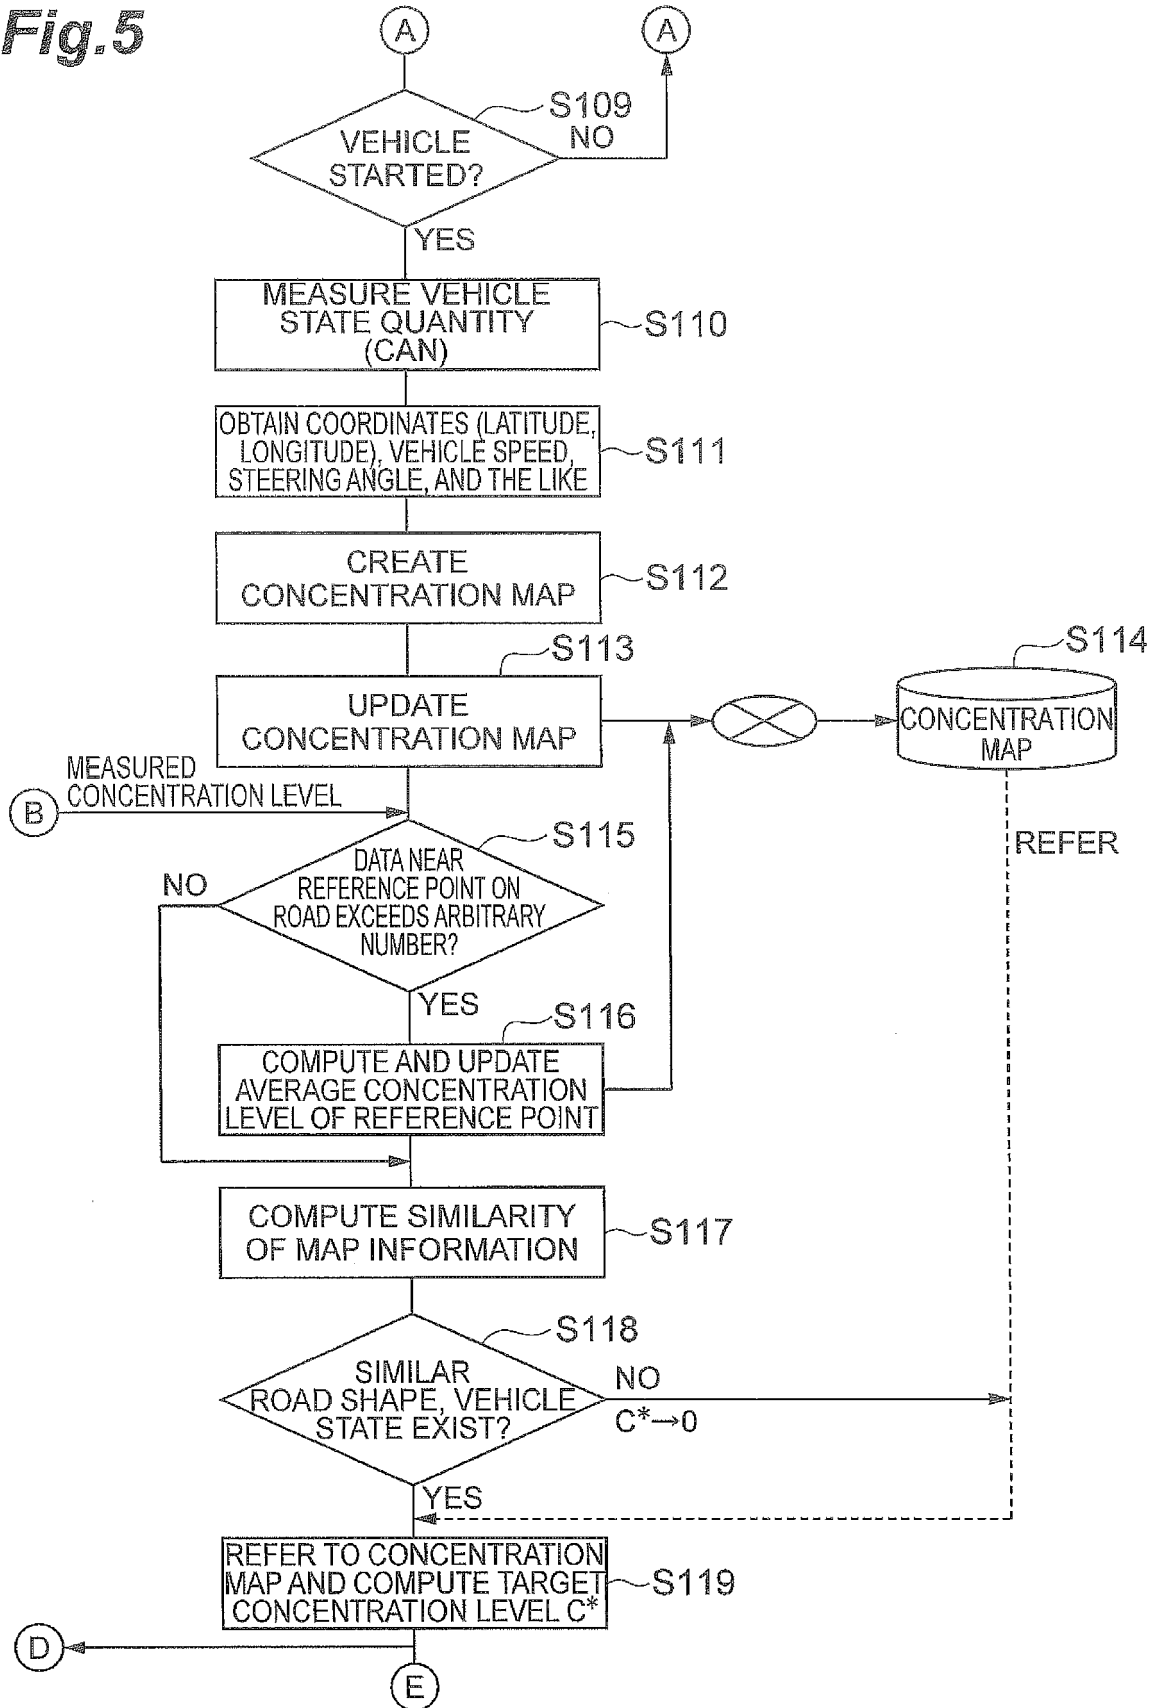 Fig.5
A
A
S109
NO
VEHICLE
STARTED?
YES
MEASURE VEHICLE
STATE QUANTITY
(CAN)
S110
OBTAIN COORDINATES (LATITUDE,
LONGITUDE), VEHICLE SPEED,
STEERING ANGLE, AND THE LIKE
S111
CREATE
CONCENTRATION MAP
S112
S113
UPDATE
CONCENTRATION MAP
S114
CONCENTRATION
MAP
MEASURED
CONCENTRATION LEVEL
B
S115
DATA NEAR
REFERENCE POINT ON
ROAD EXCEEDS ARBITRARY
NUMBER?
NO
REFER
YES
S116
COMPUTE AND UPDATE
AVERAGE CONCENTRATION
LEVEL OF REFERENCE POINT
COMPUTE SIMILARITY
OF MAP INFORMATION
S117
S118
SIMILAR
ROAD SHAPE, VEHICLE
STATE EXIST?
NO
C*→0
YES
REFER TO CONCENTRATION
MAP AND COMPUTE TARGET
CONCENTRATION LEVEL C*
S119
D
E